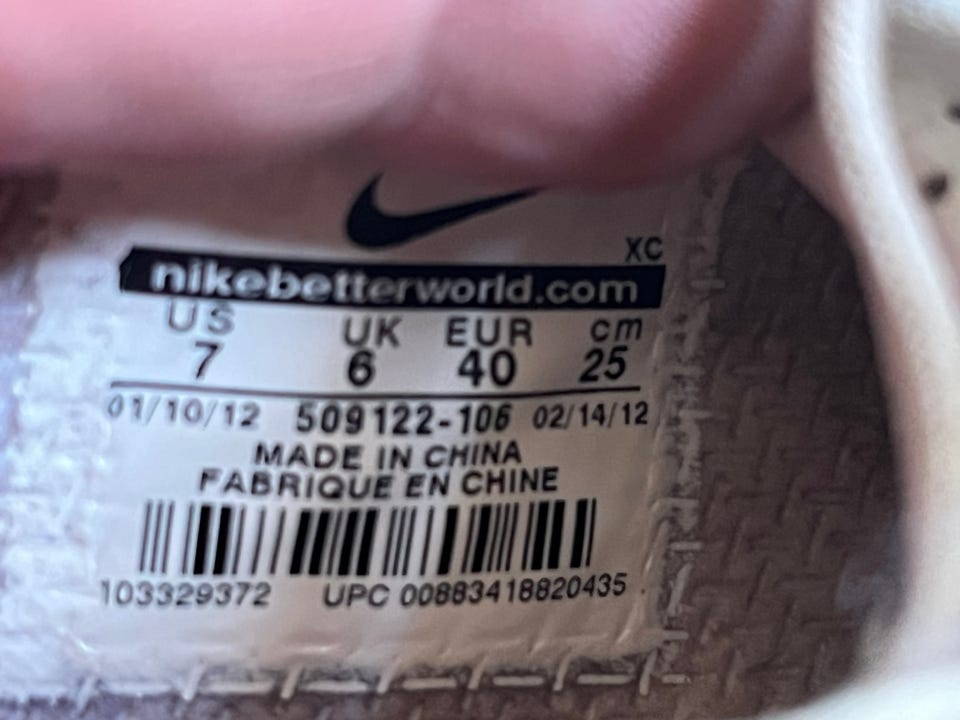 XC
nikebetterworld.com
US UK EUR cm
7 6 40 25
01/10/12 509122-106 02/14/12
MADE IN CHINA
FABRIQUE EN CHINE
103329372 UPC 00883418820435